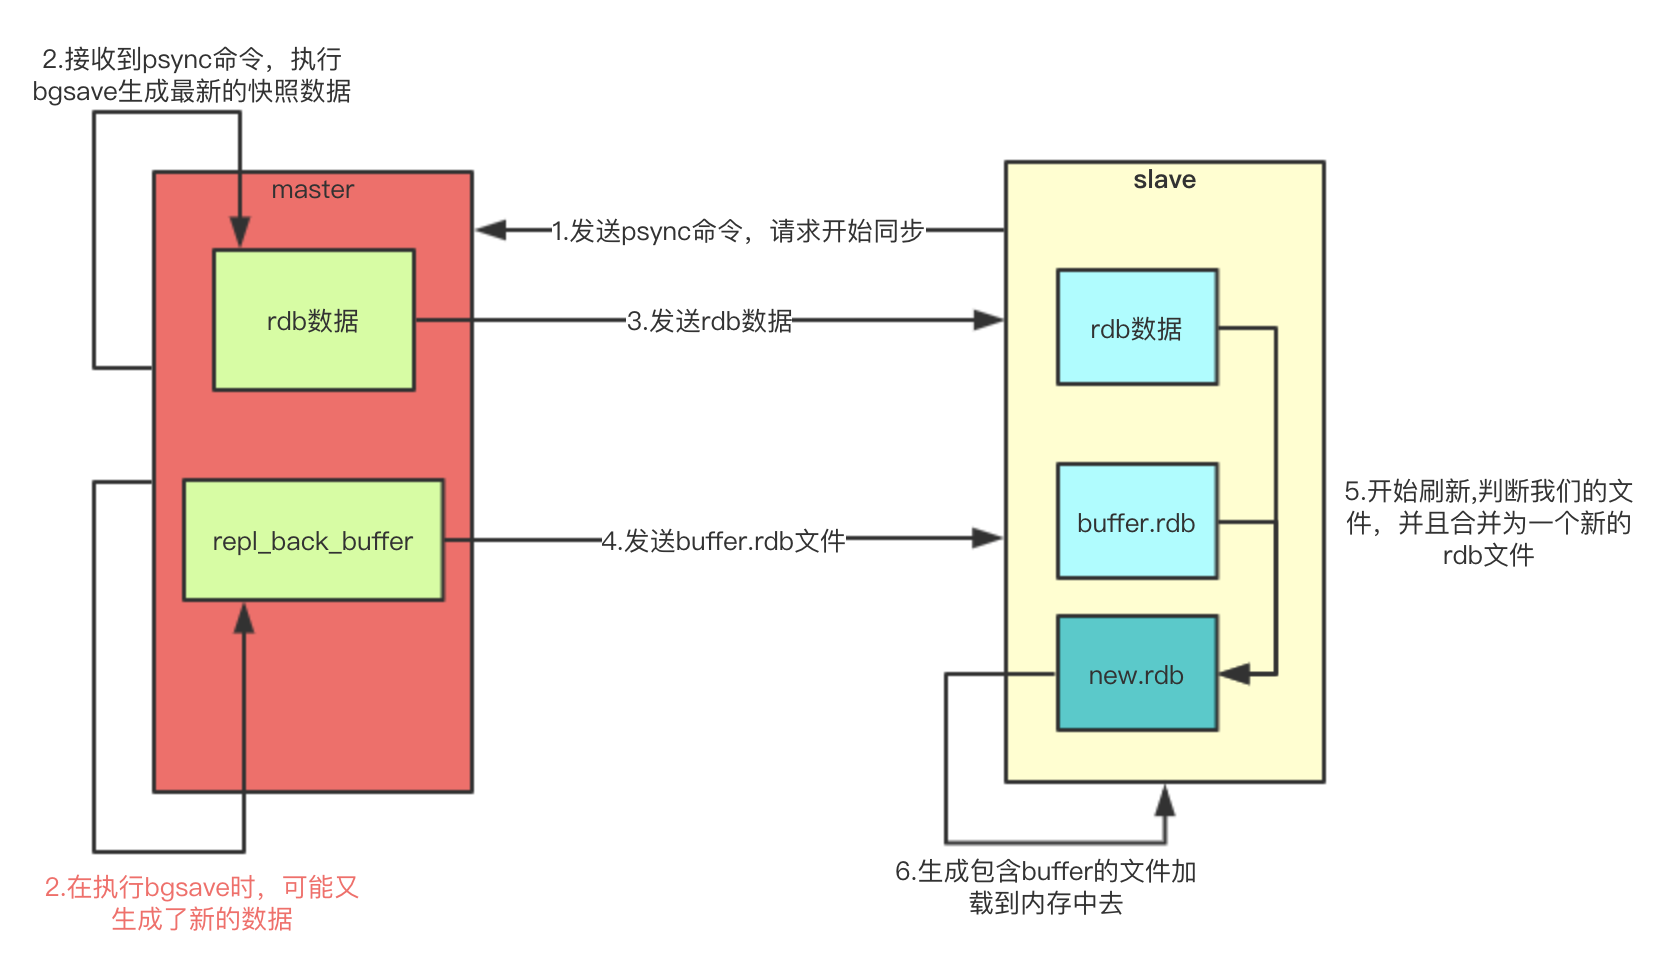 2.接收到psync命令，执行
bgsave生成最新的快照数据
master
slave
1.发送psync命令，请求开始同步
rdb数据
3.发送rdb数据
rdb数据
repl_back_buffer
4.发送buffer.rdb文件
buffer.rdb
5.开始刷新,判断我们的文
件，并且合并为一个新的
rdb文件
new.rdb
2.在执行bgsave时，可能又
生成了新的数据
6.生成包含buffer的文件加
载到内存中去